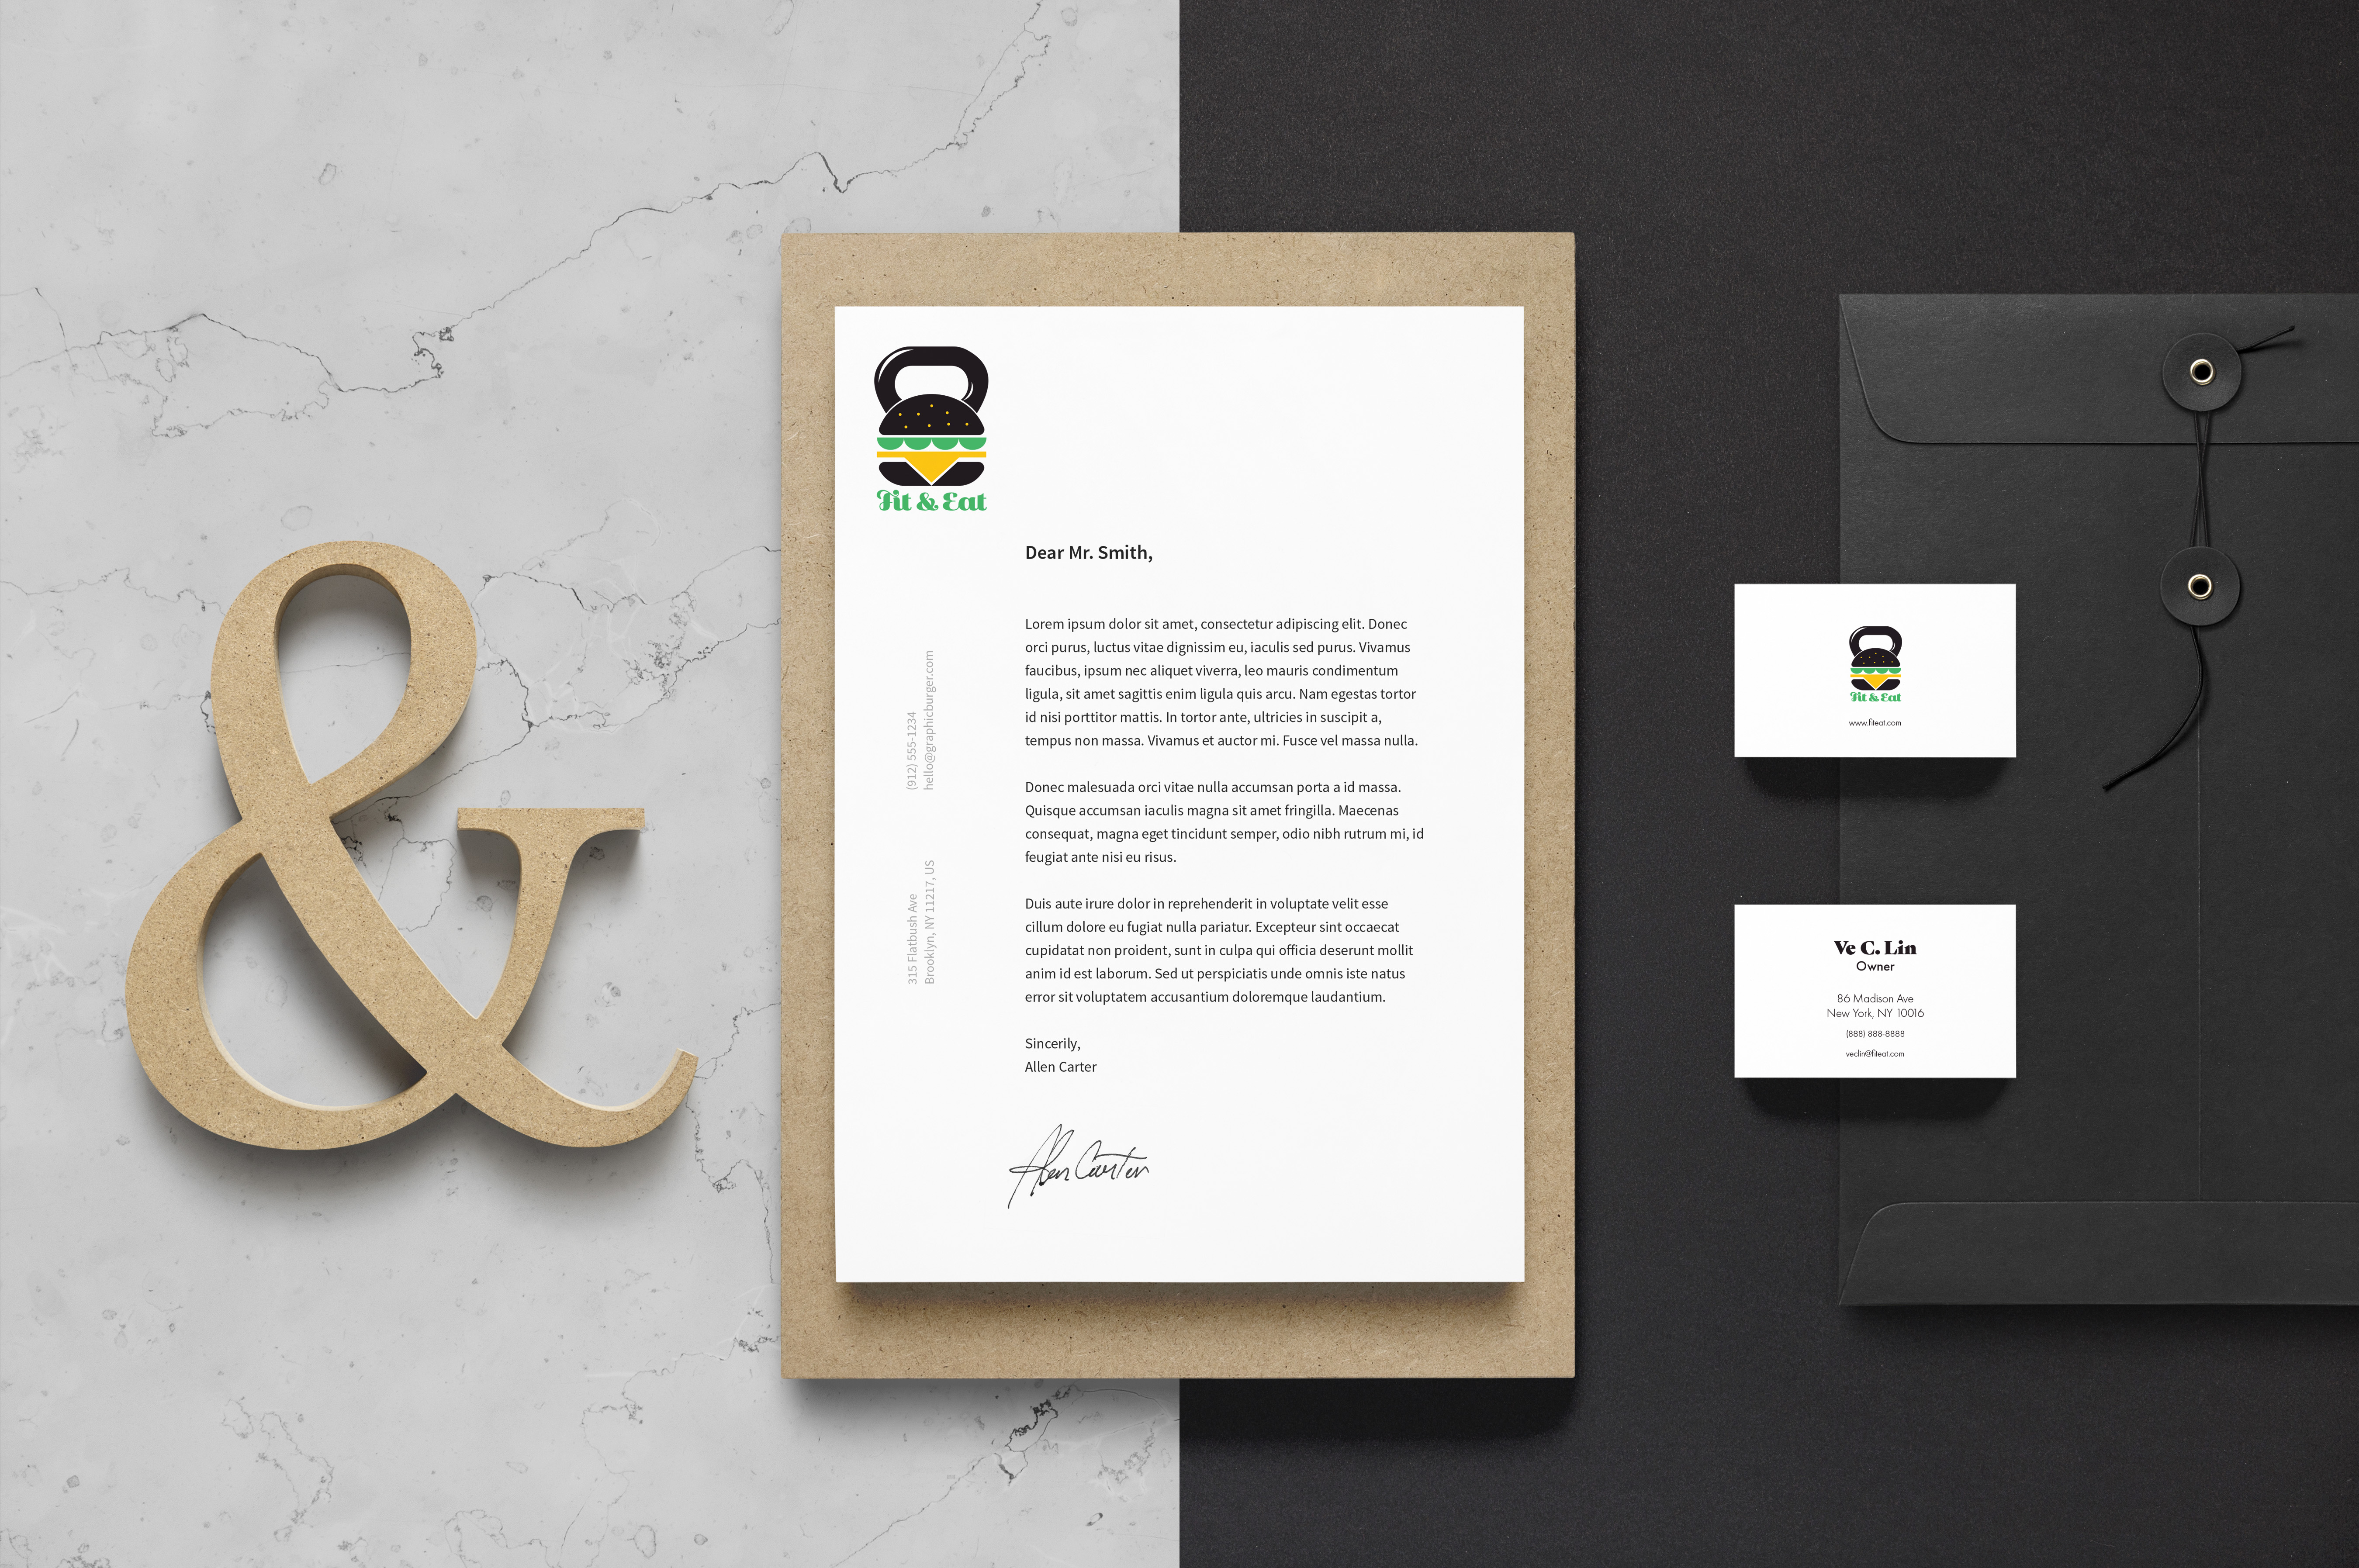 &
Fit & Eat
Dear Mr. Smith,
Lorem ipsum dolor sit amet, consectetur adipiscing elit. Donec
orci purus, luctus vitae dignissim eu, iaculis sed purus. Vivamus
faucibus, ipsum nec aliquet viverra, leo mauris condimentum
ligula, sit amet sagittis enim ligula quis arcu. Nam egestas tortor
id nisi porttitor mattis. In tortor ante, ultricies in suscipit a,
tempus non massa. Vivamus et auctor mi. Fusce vel massa nulla.
Donec malesuada orci vitae nulla accumsan porta a id massa.
Quisque accumsan iaculis magna sit amet fringilla. Maecenas
consequat, magna eget tincidunt semper, odio nibh rutrum mi, id
feugiat ante nisi eu risus.
Duis aute irure dolor in reprehenderit in voluptate velit esse
cillum dolore eu fugiat nulla pariatur. Excepteur sint occaecat
cupidatat non proident, sunt in culpa qui officia deserunt mollit
anim id est laborum. Sed ut perspiciatis unde omnis iste natus
error sit voluptatem accusantium doloremque laudantium.
Sincerily,
Allen Carter
Allen Carter
(912) 555-1234
hello@graphicburger.com
315 Flatbush Ave
Brooklyn, NY 11217, US
Fit & Eat
www.fiteat.com
Ve C. Lin
Owner
86 Madison Ave
New York, NY 10016
(888) 888-8888
veclin@fiteat.com